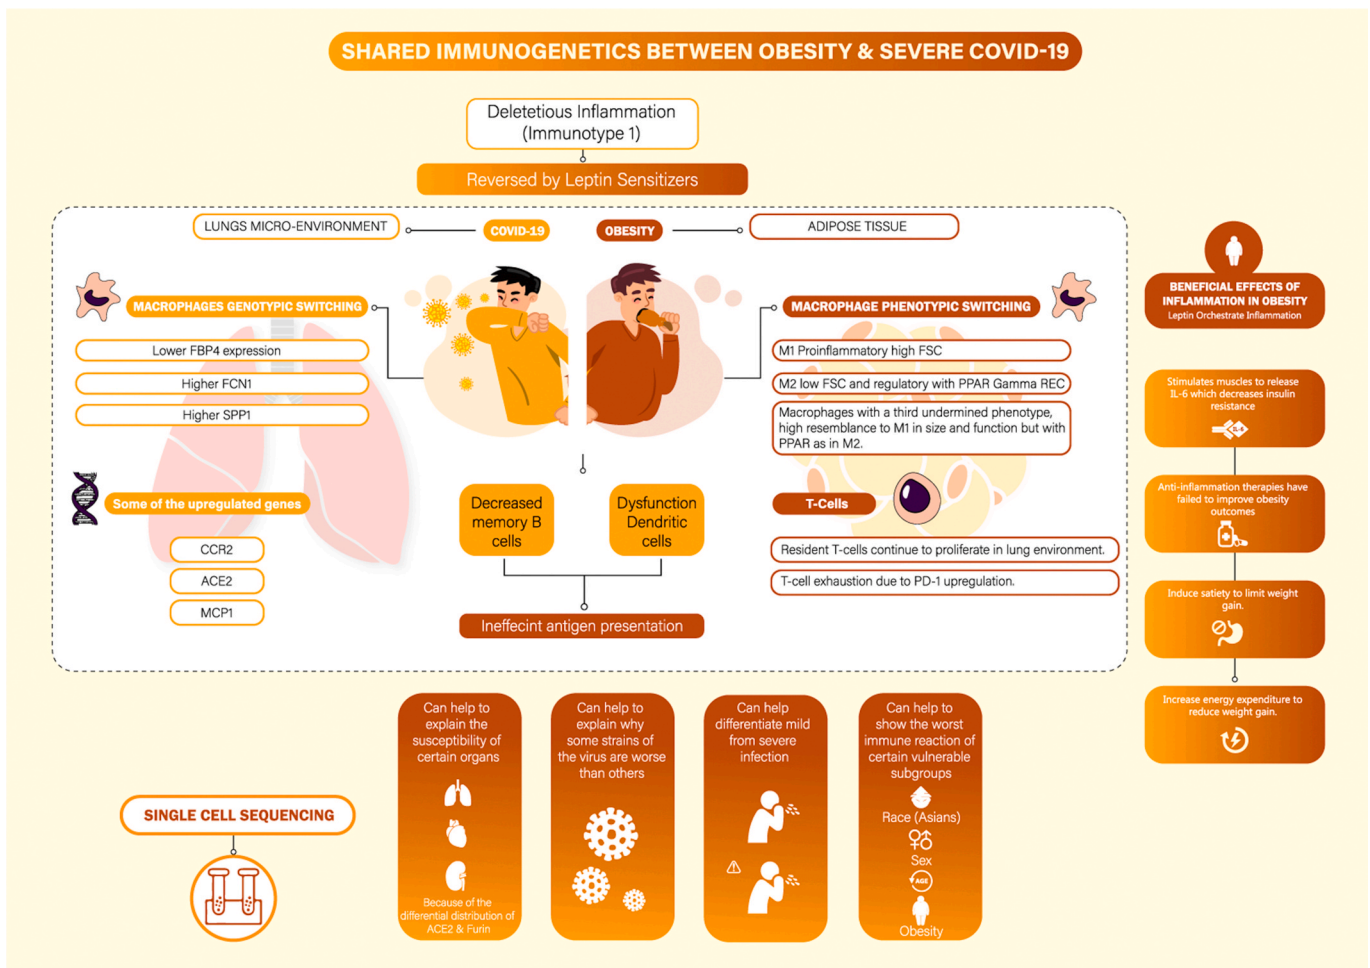 SHARED IMMUNOGENETICS BETWEEN OBESITY & SEVERE COVID-19
Deletetious Inflammation
(Immunotype 1)
Reversed by Leptin Sensitizers
LUNGS MICRO-ENVIRONMENT
COVID-19
OBESITY
ADIPOSE TISSUE
MACROPHAGES GENOTYPIC SWITCHING
Lower FBP4 expression
Higher FCN1
Higher SPP1
Some of the upregulated genes
CCR2
ACE2
MCP1
MACROPHAGE PHENOTYPIC SWITCHING
M1 Proinflammatory high FSC
M2 low FSC and regulatory with PPAR Gamma REC
Macrophages with a third undermined phenotype,
high resemblance to M1 in size and function but with
PPAR as in M2.
T-Cells
Resident T-cells continue to proliferate in lung environment.
T-cell exhaustion due to PD-1 upregulation.
Decreased
memory B
cells
Dysfunction
Dendritic
cells
Ineffecint antigen presentation
BENEFICIAL EFFECTS OF
INFLAMMATION IN OBESITY
Leptin Orchestrate Inflammation
Stimulates muscles to release
IL-6 which decreases insulin
resistance
IL-6
Anti-inflammation therapies have
failed to improve obesity
outcomes
Induce satiety to limit weight
gain.
Increase energy expenditure to
reduce weight gain.
SINGLE CELL SEQUENCING
Can help to
explain the
susceptibility of
certain organs
Because of the
differential distribution of
ACE2 & Furin
Can help to
explain why
some strains of
the virus are worse
than others
Can help
differentiate mild
from severe
infection
Can help to
show the worst
immune reaction of
certain vulnerable
subgroups
Race (Asians)
Sex
AGE
Obesity